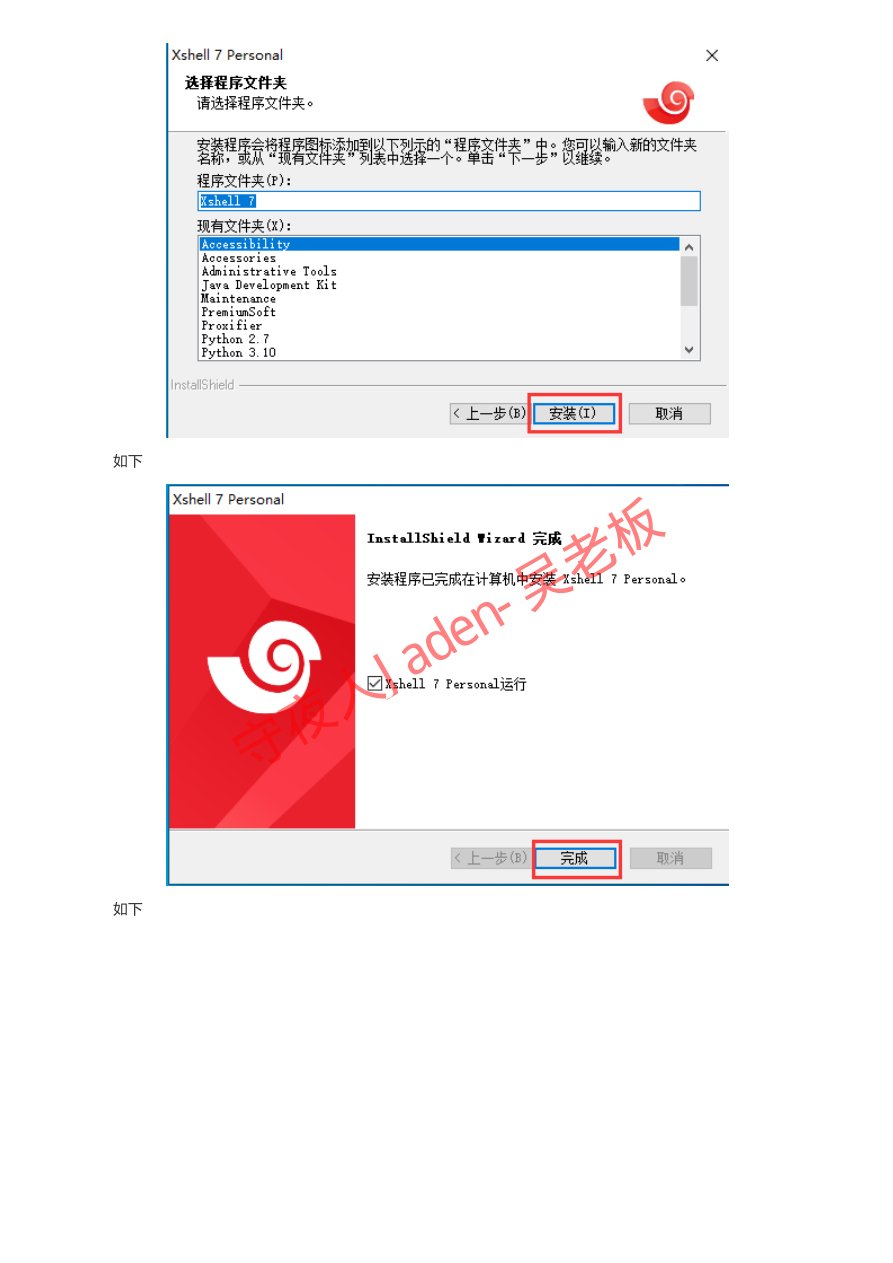 Xshell 7 Personal
选择程序文件夹
请选择程序文件夹。
安装程序会将程序图标添加到以下列示的“程序文件夹”中。您可以输入新的文件夹
名称，或从“现有文件夹”列表中选择一个。单击“下一步”以继续。
程序文件夹(P):
Xshell 7
现有文件夹(X):
Accessibility
Accessories
Administrative Tools
Java Development Kit
Maintenance
PremiumSoft
Proxifier
Python 2.7
Python 3.10
InstallShield
< 上一步(B)
安装(I)
取消
如下
Xshell 7 Personal
InstallShield Wizard 完成
安装程序已完成在计算机中安装 Xshell 7 Personal。
Xshell 7 Personal运行
守夜人Jaden-吴老板
< 上一步(B)
完成
取消
如下